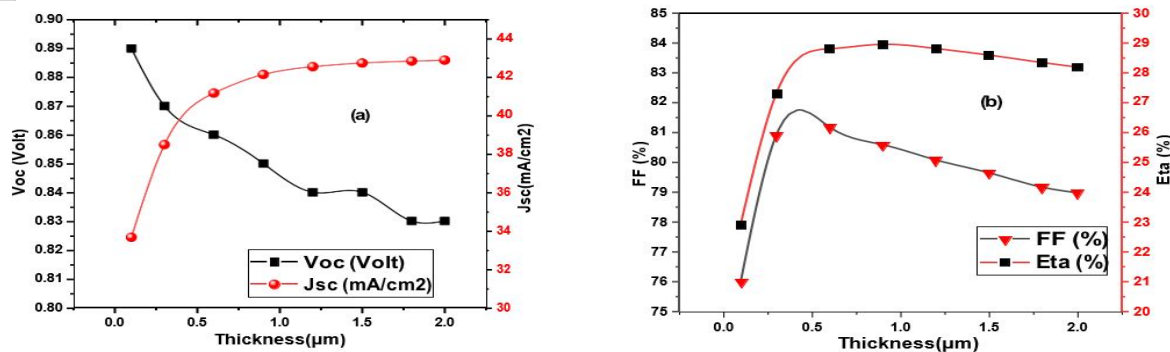 0.90
0.89
0.88
0.87
0.86
0.85
0.84
0.83
0.82
0.81
0.80
Voc (Volt)
44
42
40
38
36
34
32
30
Jsc(mA/cm2)
(a)
Voc (Volt)
Jsc (mA/cm2)
0.0 0.5 1.0 1.5 2.0
Thickness(µm)
85
84
83
82
81
80
79
78
77
76
75
FF (%)
30
29
28
27
26
25
24
23
22
21
20
Eta (%)
(b)
FF (%)
Eta (%)
0.0 0.5 1.0 1.5 2.0
Thickness(µm)